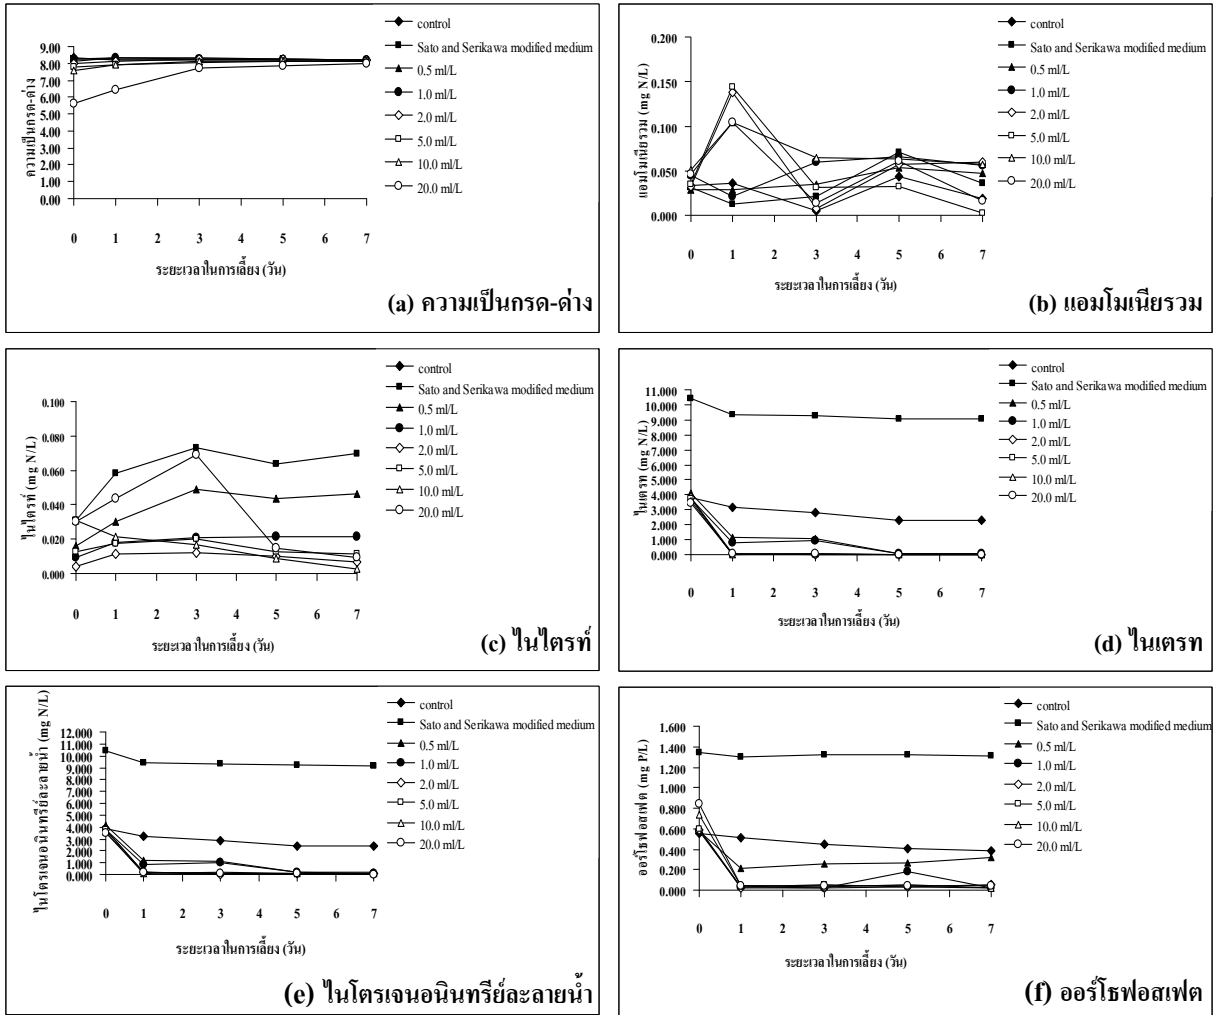 control
Sato and Serikawa modified medium
0.5 ml/L
1.0 ml/L
2.0 ml/L
5.0 ml/L
10.0 ml/L
20.0 ml/L
ความเป็นกรด-ด่าง
9.00
8.00
7.00
6.00
5.00
4.00
3.00
2.00
1.00
0.00
0 1 2 3 4 5 6 7
ระยะเวลาในการเลี้ยง (วัน)
(a) ความเป็นกรด-ด่าง
control
Sato and Serikawa modified medium
0.5 ml/L
1.0 ml/L
2.0 ml/L
5.0 ml/L
10.0 ml/L
20.0 ml/L
แอมโมเนียรวม (mg N/L)
0.200
0.150
0.100
0.050
0.000
0 1 2 3 4 5 6 7
ระยะเวลาในการเลี้ยง (วัน)
(b) แอมโมเนียรวม
control
Sato and Serikawa modified medium
0.5 ml/L
1.0 ml/L
2.0 ml/L
5.0 ml/L
10.0 ml/L
20.0 ml/L
ไนไตรท์ (mg N/L)
0.100
0.080
0.060
0.040
0.020
0.000
0 1 2 3 4 5 6 7
ระยะเวลาในการเลี้ยง (วัน)
(c) ไนไตรท์
control
Sato and Serikawa modified medium
0.5 ml/L
1.0 ml/L
2.0 ml/L
5.0 ml/L
10.0 ml/L
20.0 ml/L
ไนเตรท (mg N/L)
11.000
10.000
9.000
8.000
7.000
6.000
5.000
4.000
3.000
2.000
1.000
0.000
0 1 2 3 4 5 6 7
ระยะเวลาในการเลี้ยง (วัน)
(d) ไนเตรท
control
Sato and Serikawa modified medium
0.5 ml/L
1.0 ml/L
2.0 ml/L
5.0 ml/L
10.0 ml/L
20.0 ml/L
ไนโตรเจนอนินทรีย์ละลายน้ำ (mg N/L)
12.000
11.000
10.000
9.000
8.000
7.000
6.000
5.000
4.000
3.000
2.000
1.000
0.000
0 1 2 3 4 5 6 7
ระยะเวลาในการเลี้ยง (วัน)
(e) ไนโตรเจนอนินทรีย์ละลายน้ำ
control
Sato and Serikawa modified medium
0.5 ml/L
1.0 ml/L
2.0 ml/L
5.0 ml/L
10.0 ml/L
20.0 ml/L
ออร์โธฟอสเฟต (mg P/L)
1.600
1.400
1.200
1.000
0.800
0.600
0.400
0.200
0.000
0 1 2 3 4 5 6 7
ระยะเวลาในการเลี้ยง (วัน)
(f) ออร์โธฟอสเฟต